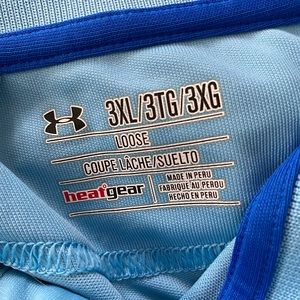 3XL/3TG/3XG
LOOSE
COUPE LÂCHE/SUELTO
heatgear
MADE IN PERU
FABRIQUÉ AU PEROU
HECHO EN PERU